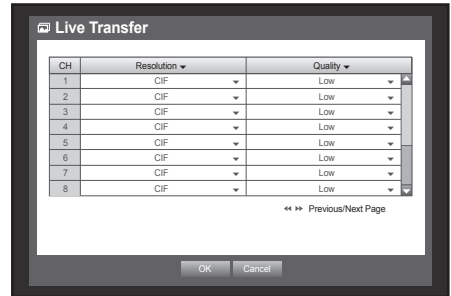 Live Transfer
CH Resolution Quality
1 CIF Low
2 CIF Low
3 CIF Low
4 CIF Low
5 CIF Low
6 CIF Low
7 CIF Low
8 CIF Low
Previous/Next Page
OK Cancel